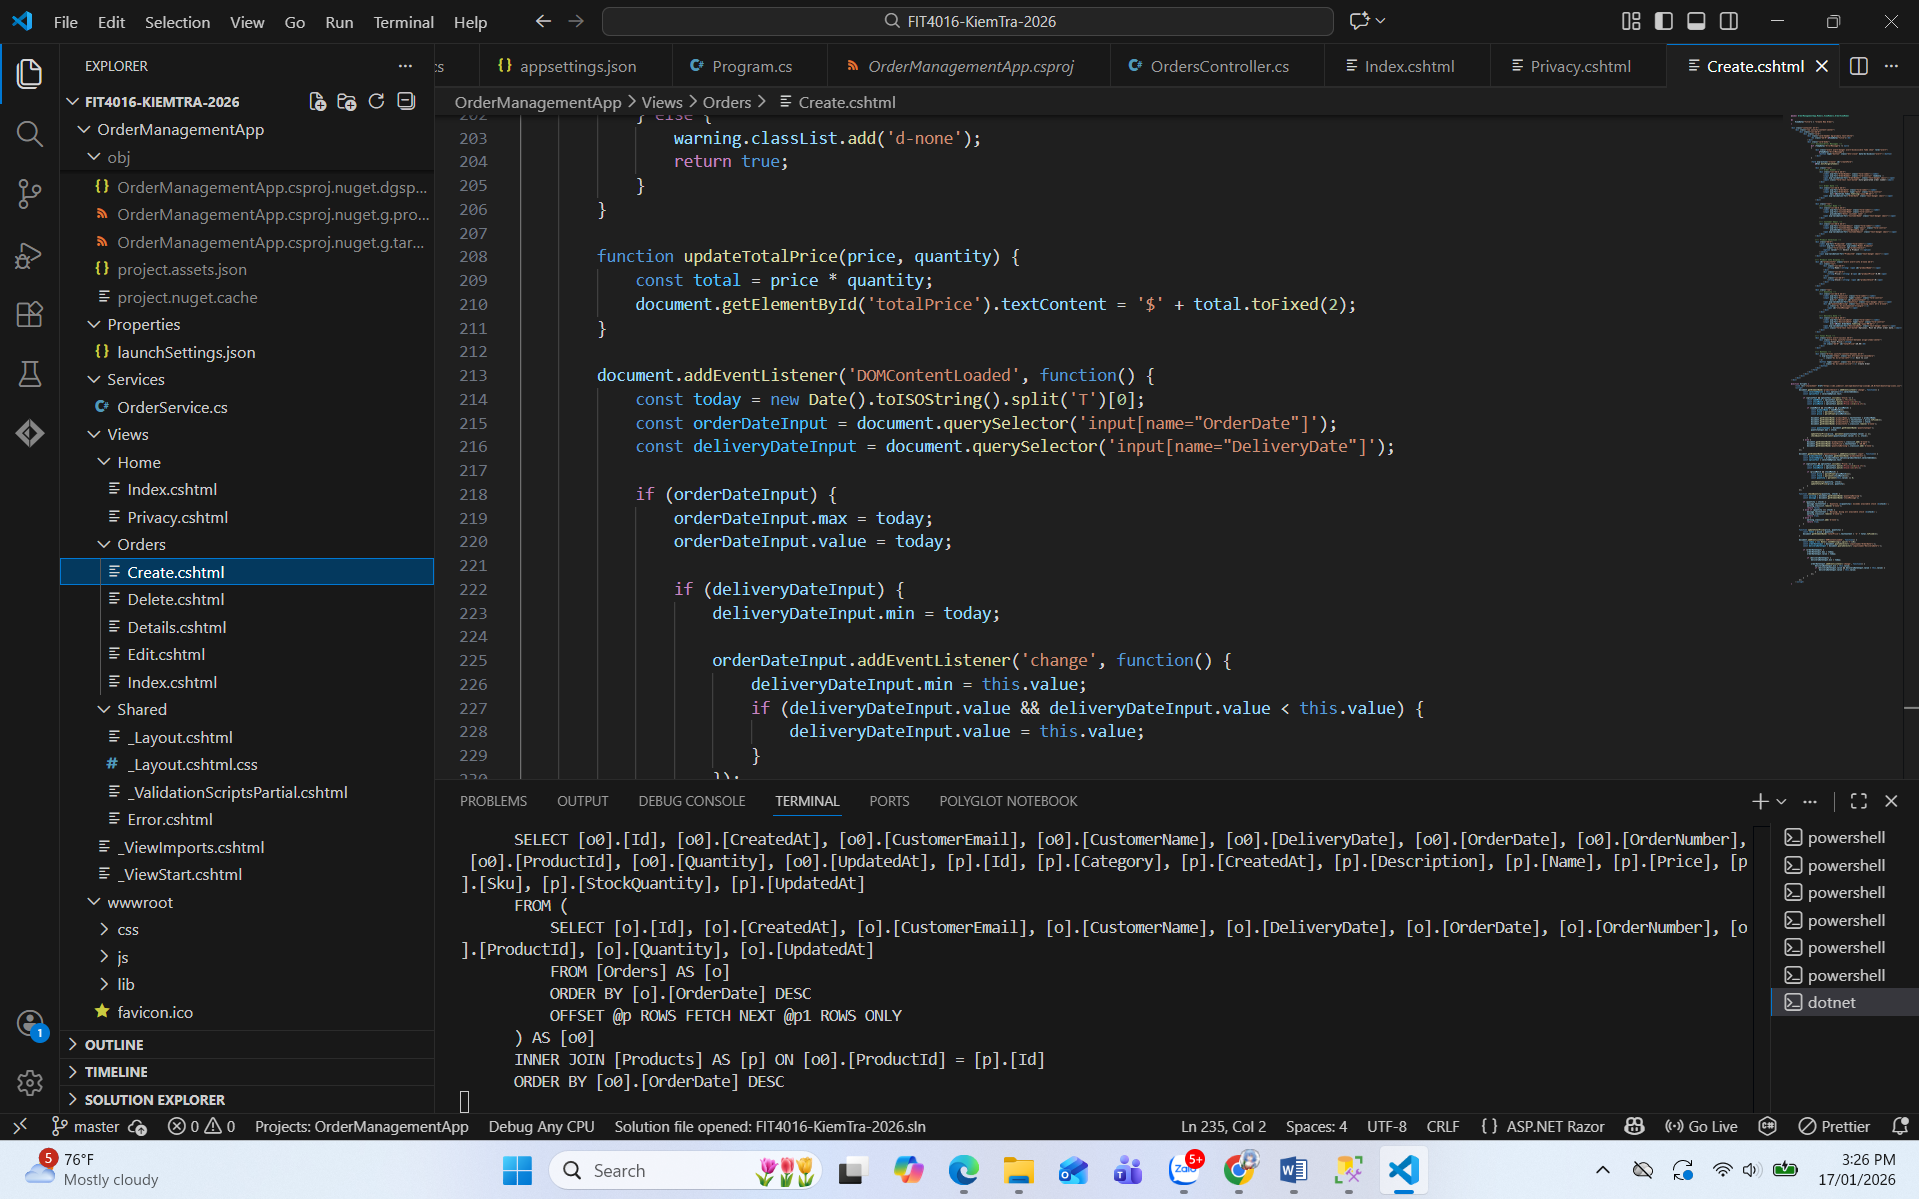 File Edit Selection View Go Run Terminal Help
FIT4016-KiemTra-2026
EXPLORER
FIT4016-KIEMTRA-2026
OrderManagementApp
obj
OrderManagementApp.csproj.nuget.dgsp...
OrderManagementApp.csproj.nuget.g.pro...
OrderManagementApp.csproj.nuget.g.tar...
project.assets.json
project.nuget.cache
Properties
launchSettings.json
Services
OrderService.cs
Views
Home
Index.cshtml
Privacy.cshtml
Orders
Create.cshtml
Delete.cshtml
Details.cshtml
Edit.cshtml
Index.cshtml
Shared
_Layout.cshtml
_Layout.cshtml.css
_ValidationScriptsPartial.cshtml
Error.cshtml
_ViewImports.cshtml
_ViewStart.cshtml
wwwroot
css
js
lib
favicon.ico
OUTLINE
TIMELINE
SOLUTION EXPLORER
1
cs appsettings.json Program.cs OrderManagementApp.csproj OrdersController.cs Index.cshtml Privacy.cshtml Create.cshtml
OrderManagementApp > Views > Orders > Create.cshtml
202 } else {
203 warning.classList.add('d-none');
204 return true;
205 }
206 }
207
208 function updateTotalPrice(price, quantity) {
209 const total = price * quantity;
210 document.getElementById('totalPrice').textContent = '$' + total.toFixed(2);
211 }
212
213 document.addEventListener('DOMContentLoaded', function() {
214 const today = new Date().toISOString().split('T')[0];
215 const orderDateInput = document.querySelector('input[name="OrderDate"]');
216 const deliveryDateInput = document.querySelector('input[name="DeliveryDate"]');
217
218 if (orderDateInput) {
219 orderDateInput.max = today;
220 orderDateInput.value = today;
221
222 if (deliveryDateInput) {
223 deliveryDateInput.min = today;
224
225 orderDateInput.addEventListener('change', function() {
226 deliveryDateInput.min = this.value;
227 if (deliveryDateInput.value && deliveryDateInput.value < this.value) {
228 deliveryDateInput.value = this.value;
229 }
230 });
PROBLEMS OUTPUT DEBUG CONSOLE TERMINAL PORTS POLYGLOT NOTEBOOK
SELECT [o0].[Id], [o0].[CreatedAt], [o0].[CustomerEmail], [o0].[CustomerName], [o0].[DeliveryDate], [o0].[OrderDate], [o0].[OrderNumber],
[o0].[ProductId], [o0].[Quantity], [o0].[UpdatedAt], [p].[Id], [p].[Category], [p].[CreatedAt], [p].[Description], [p].[Name], [p].[Price], [p
].[Sku], [p].[StockQuantity], [p].[UpdatedAt]
FROM (
SELECT [o].[Id], [o].[CreatedAt], [o].[CustomerEmail], [o].[CustomerName], [o].[DeliveryDate], [o].[OrderDate], [o].[OrderNumber], [o
].[ProductId], [o].[Quantity], [o].[UpdatedAt]
FROM [Orders] AS [o]
ORDER BY [o].[OrderDate] DESC
OFFSET @p ROWS FETCH NEXT @p1 ROWS ONLY
) AS [o0]
INNER JOIN [Products] AS [p] ON [o0].[ProductId] = [p].[Id]
ORDER BY [o0].[OrderDate] DESC
powershell
powershell
powershell
powershell
powershell
powershell
dotnet
master 0 0 Projects: OrderManagementApp Debug Any CPU Solution file opened: FIT4016-KiemTra-2026.sln Ln 235, Col 2 Spaces: 4 UTF-8 CRLF { } ASP.NET Razor Go Live Prettier
5 76°F
Mostly cloudy
Search
Zalo 5+
3:26 PM
17/01/2026